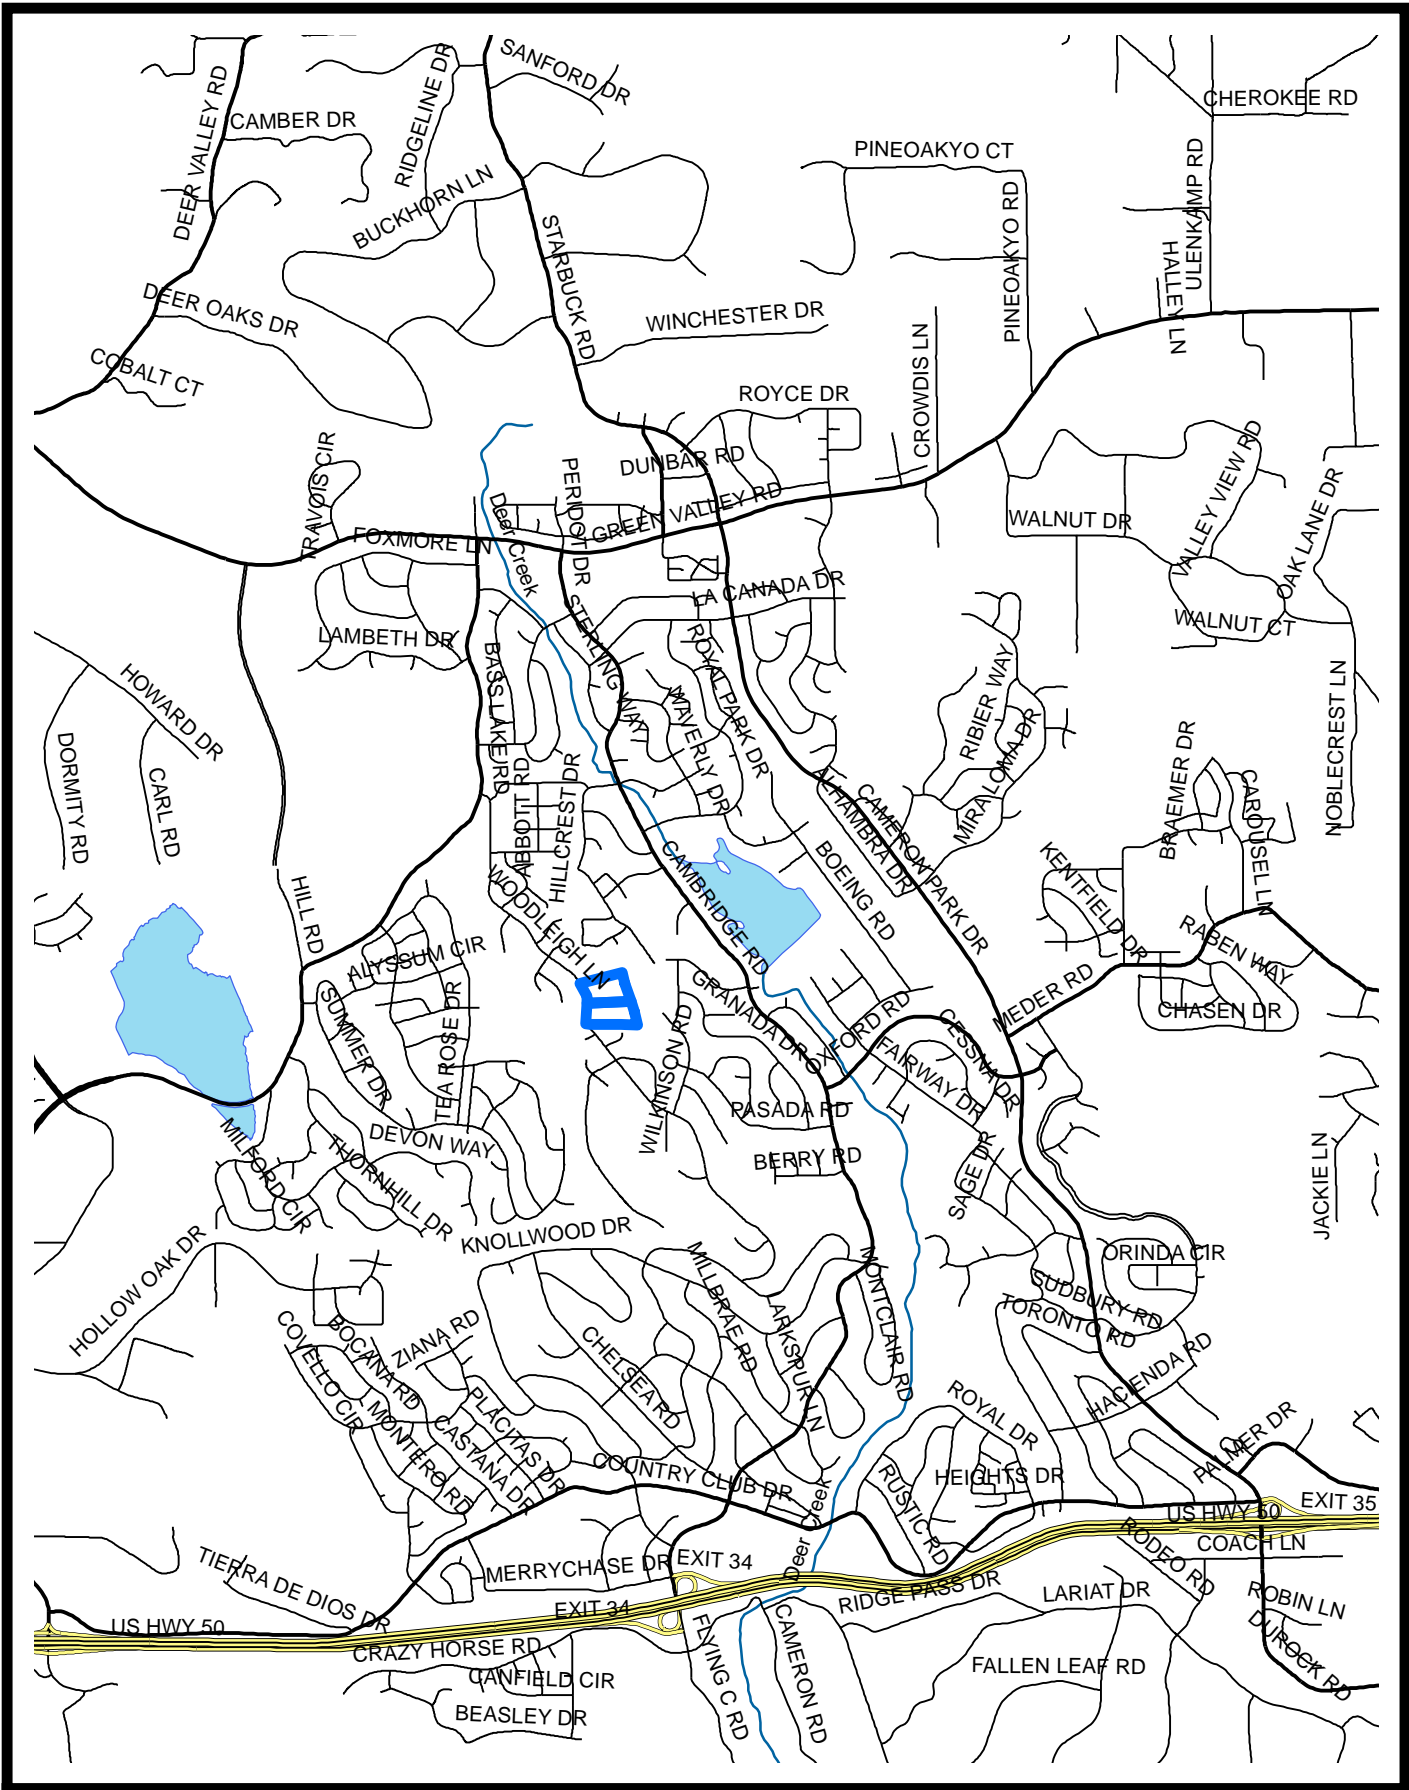 SANFORD DR
RIDGELINE DR
DEER VALLEY RD
CAMBER DR
CHEROKEE RD
PINEOAKYO CT
BUCKHORN LN
PINEOAKYO RD
ULENKAMP RD
HALLEY LN
STARBUCK RD
DEER OAKS DR
WINCHESTER DR
COBALT CT
CROWDIS LN
ROYCE DR
TRAVOIS CIR
DUNBAR RD
PERIDOT DR
GREEN VALLEY RD
VALLEY VIEW RD
OAK LANE DR
Deer Creek
FOXMORE LN
WALNUT DR
LA CANADA DR
STERLING WAY
WALNUT CT
LAMBETH DR
BASS LAKE RD
ROYAL PARK DR
WAVERLY DR
RIBIER WAY
MIRA LOMA DR
HOWARD DR
NOBLECREST LN
DORMITY RD
CARL RD
ABBOTT RD
HILLCREST DR
ALHAMBRA DR
CAMERON PARK DR
BRAEMER DR
CAROUSEL LN
WOODLEIGH LN
CAMBRIDGE RD
BOEING RD
KENTFIELD DR
HILL RD
ALYSSUM CIR
RABEN WAY
SUMMER DR
TEA ROSE DR
GRANADA DR
OXFORD RD
MEDER RD
CHASEN DR
WILKINSON RD
CESSNA DR
FAIRWAY DR
PASADA RD
MILFORD CIR
DEVON WAY
THORNHILL DR
BERRY RD
SAGE DR
JACKIE LN
KNOLLWOOD DR
HOLLOW OAK DR
MILLBRAE RD
MONTCLAIR RD
ORINDA CIR
SUDBURY RD
TORONTO RD
COVELLO CIR
BOCANA RD
ZIANA RD
CHELSEA RD
LARKSPUR LN
HACIENDA RD
PLACITAS DR
MONTERO RD
CASTANA DR
ROYAL DR
PALMER DR
COUNTRY CLUB DR
RUSTIC RD
HEIGHTS DR
EXIT 35
US HWY 50
Deer Creek
RODEO RD
COACH LN
TIERRA DE DIOS DR
MERRYCHASE DR
EXIT 34
RIDGE PASS DR
LARIAT DR
ROBIN LN
EXIT 34
US HWY 50
CRAZY HORSE RD
FLYING C RD
CAMERON RD
DUROCK RD
CANFIELD CIR
FALLEN LEAF RD
BEASLEY DR